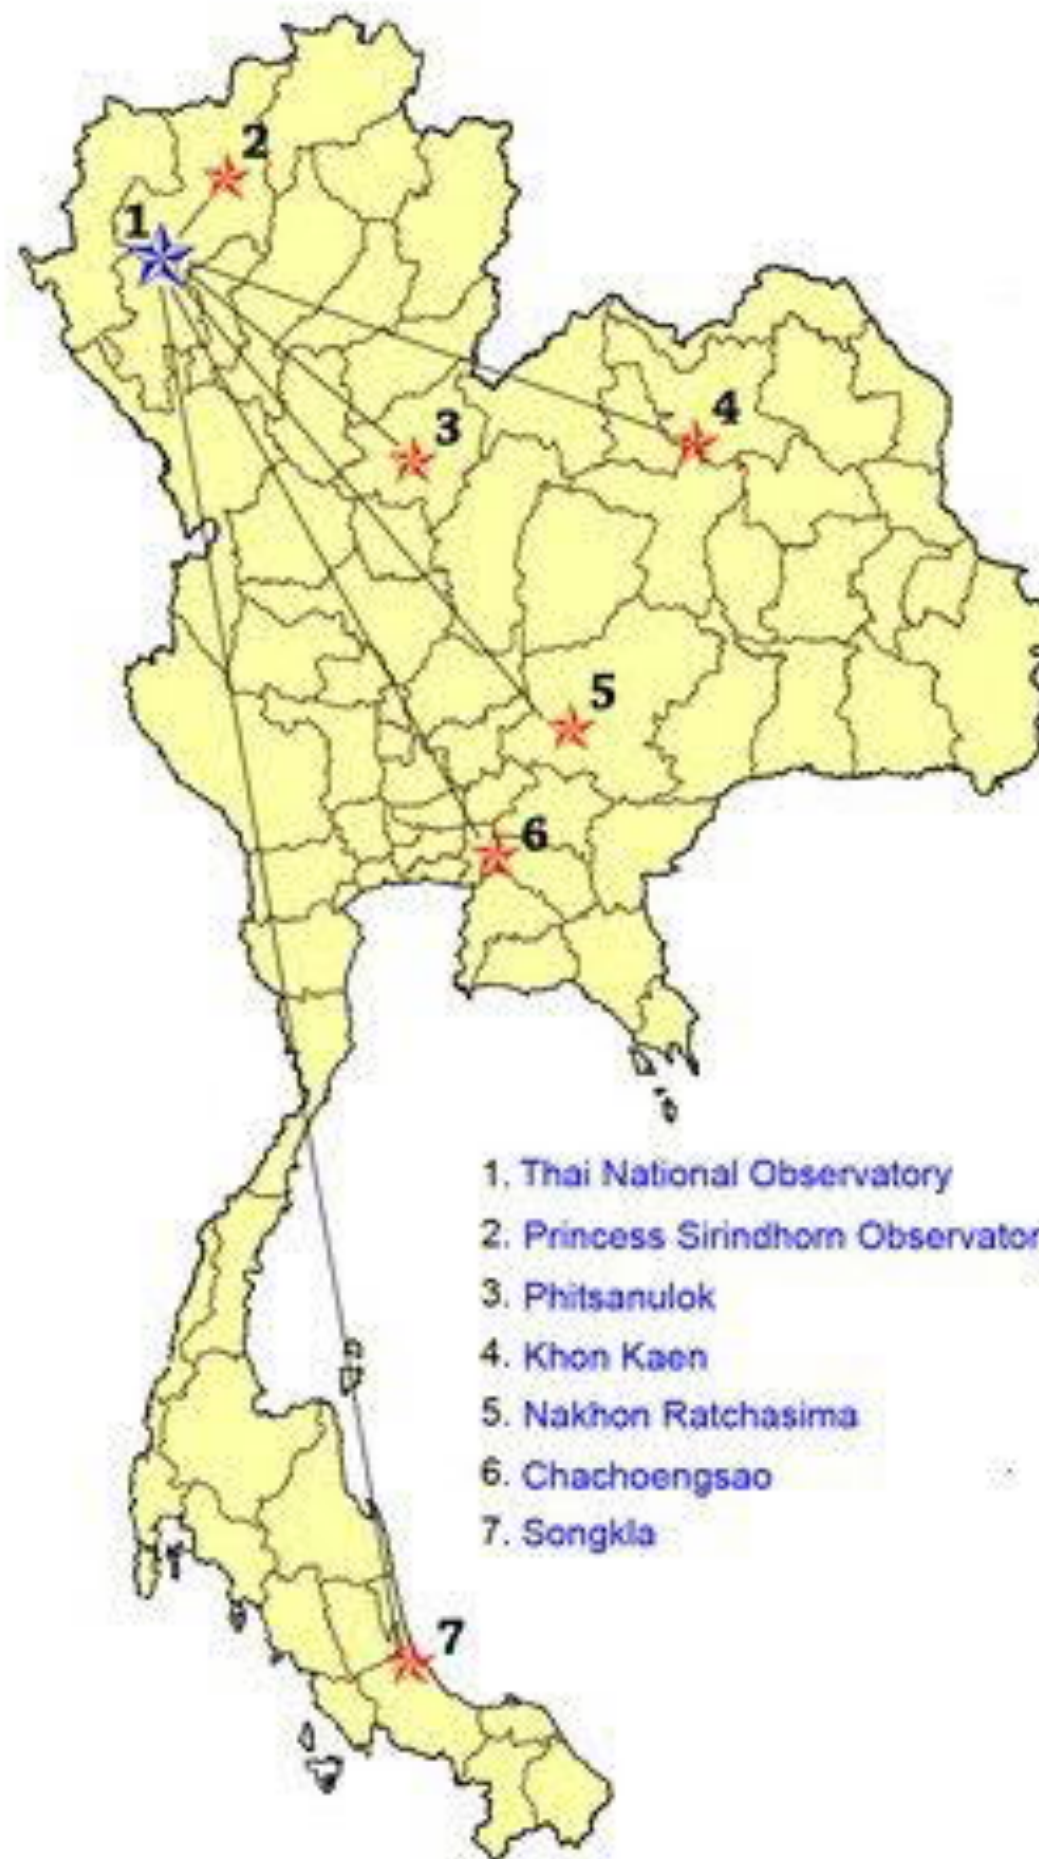 2
1
4
3
5
6
1. Thai National Observatory
2. Princess Sirindhorn Observator
3. Phitsanulok
4. Khon Kaen
5. Nakhon Ratchasima
6. Chachoengsao
7. Songkla
7